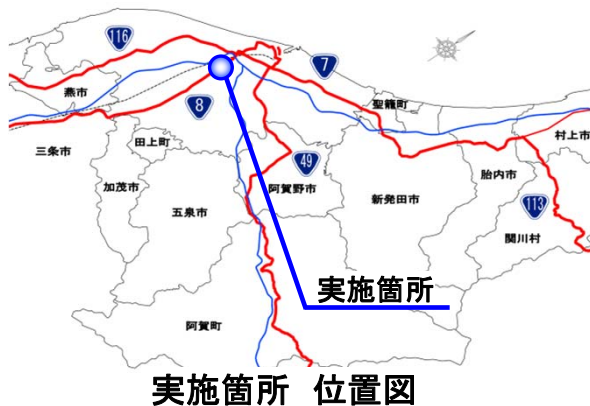 116
7
燕市
8
聖籠町
三条市
田上町
49
村上市
加茂市
阿賀野市
新発田市
胎内市
五泉市
113
関川村
実施箇所
阿賀町
実施箇所 位置図